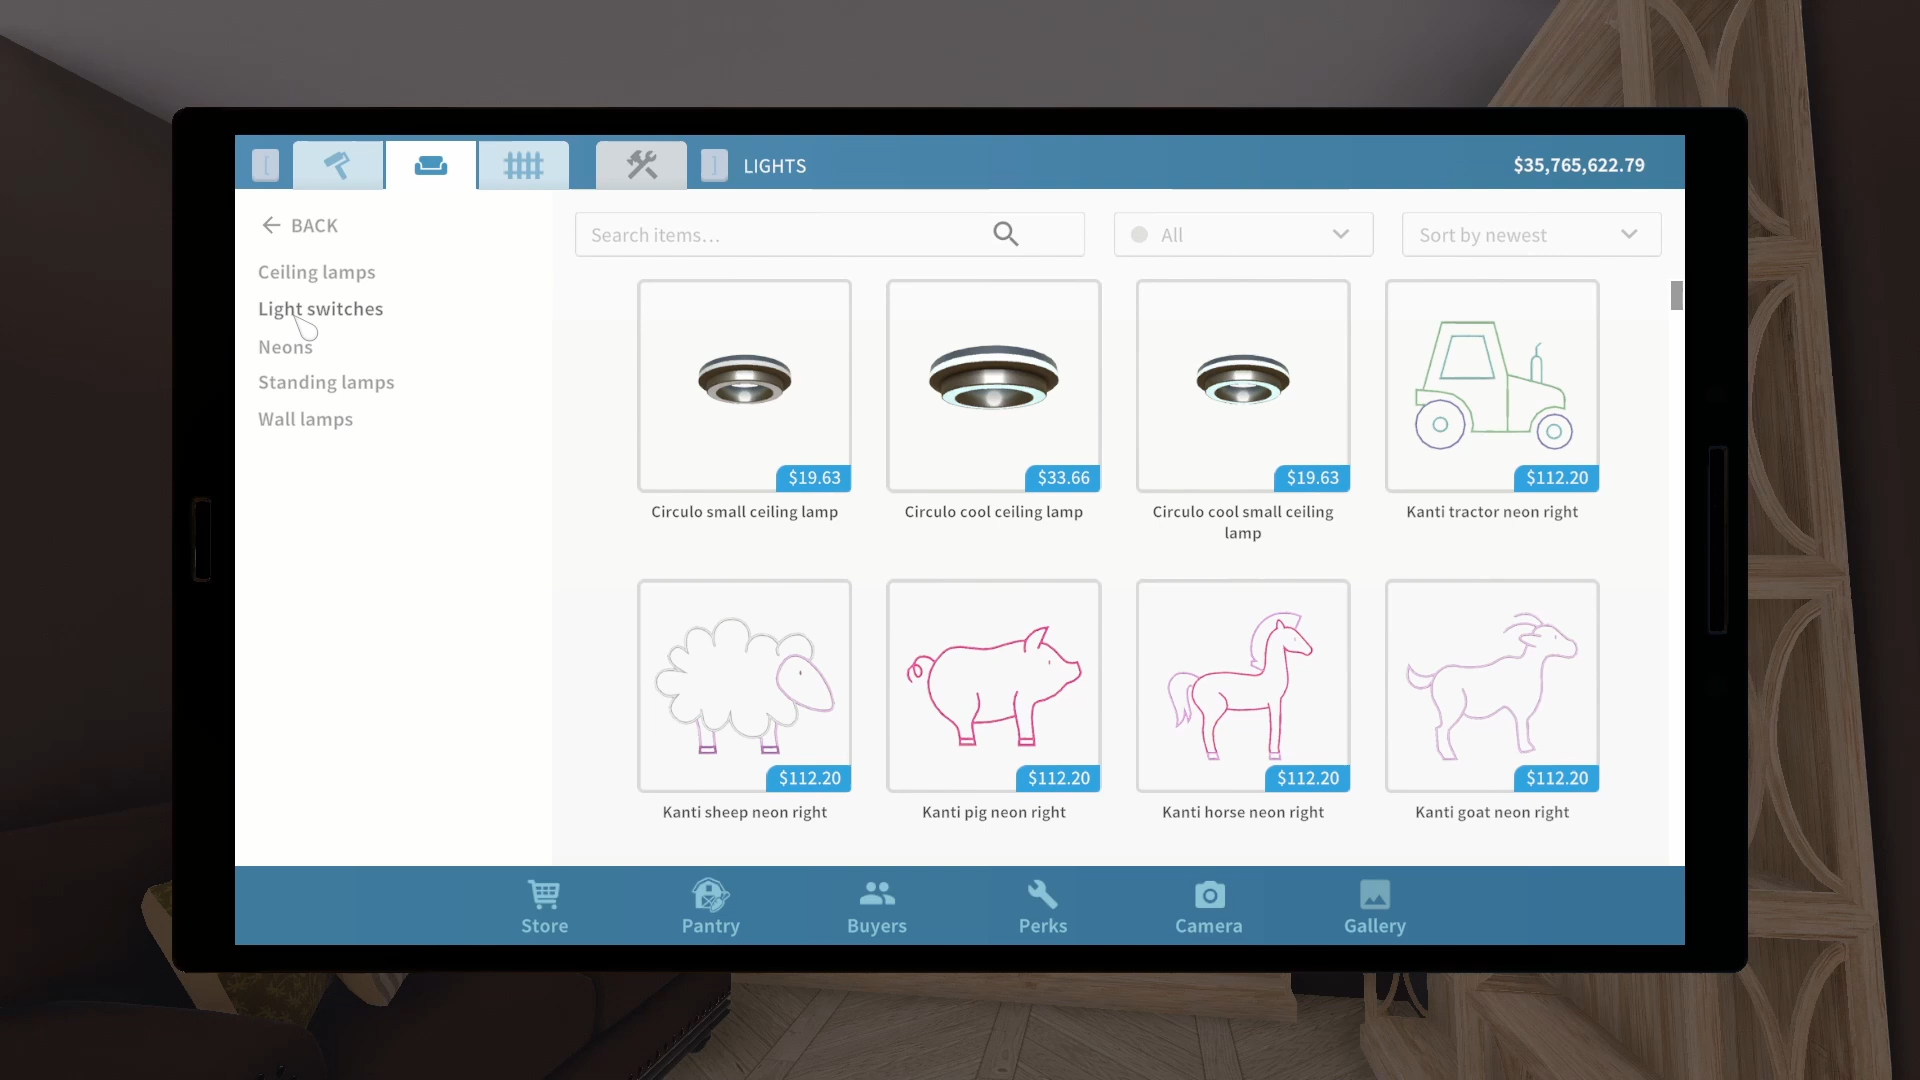 [
]
LIGHTS
$35,765,622.79
BACK
Ceiling lamps
Light switches
Neons
Standing lamps
Wall lamps
Search items...
All
Sort by newest
$19.63
$33.66
$19.63
$112.20
Circulo small ceiling lamp
Circulo cool ceiling lamp
Circulo cool small ceiling
lamp
Kanti tractor neon right
$112.20
$112.20
$112.20
$112.20
Kanti sheep neon right
Kanti pig neon right
Kanti horse neon right
Kanti goat neon right
Store
Pantry
Buyers
Perks
Camera
Gallery